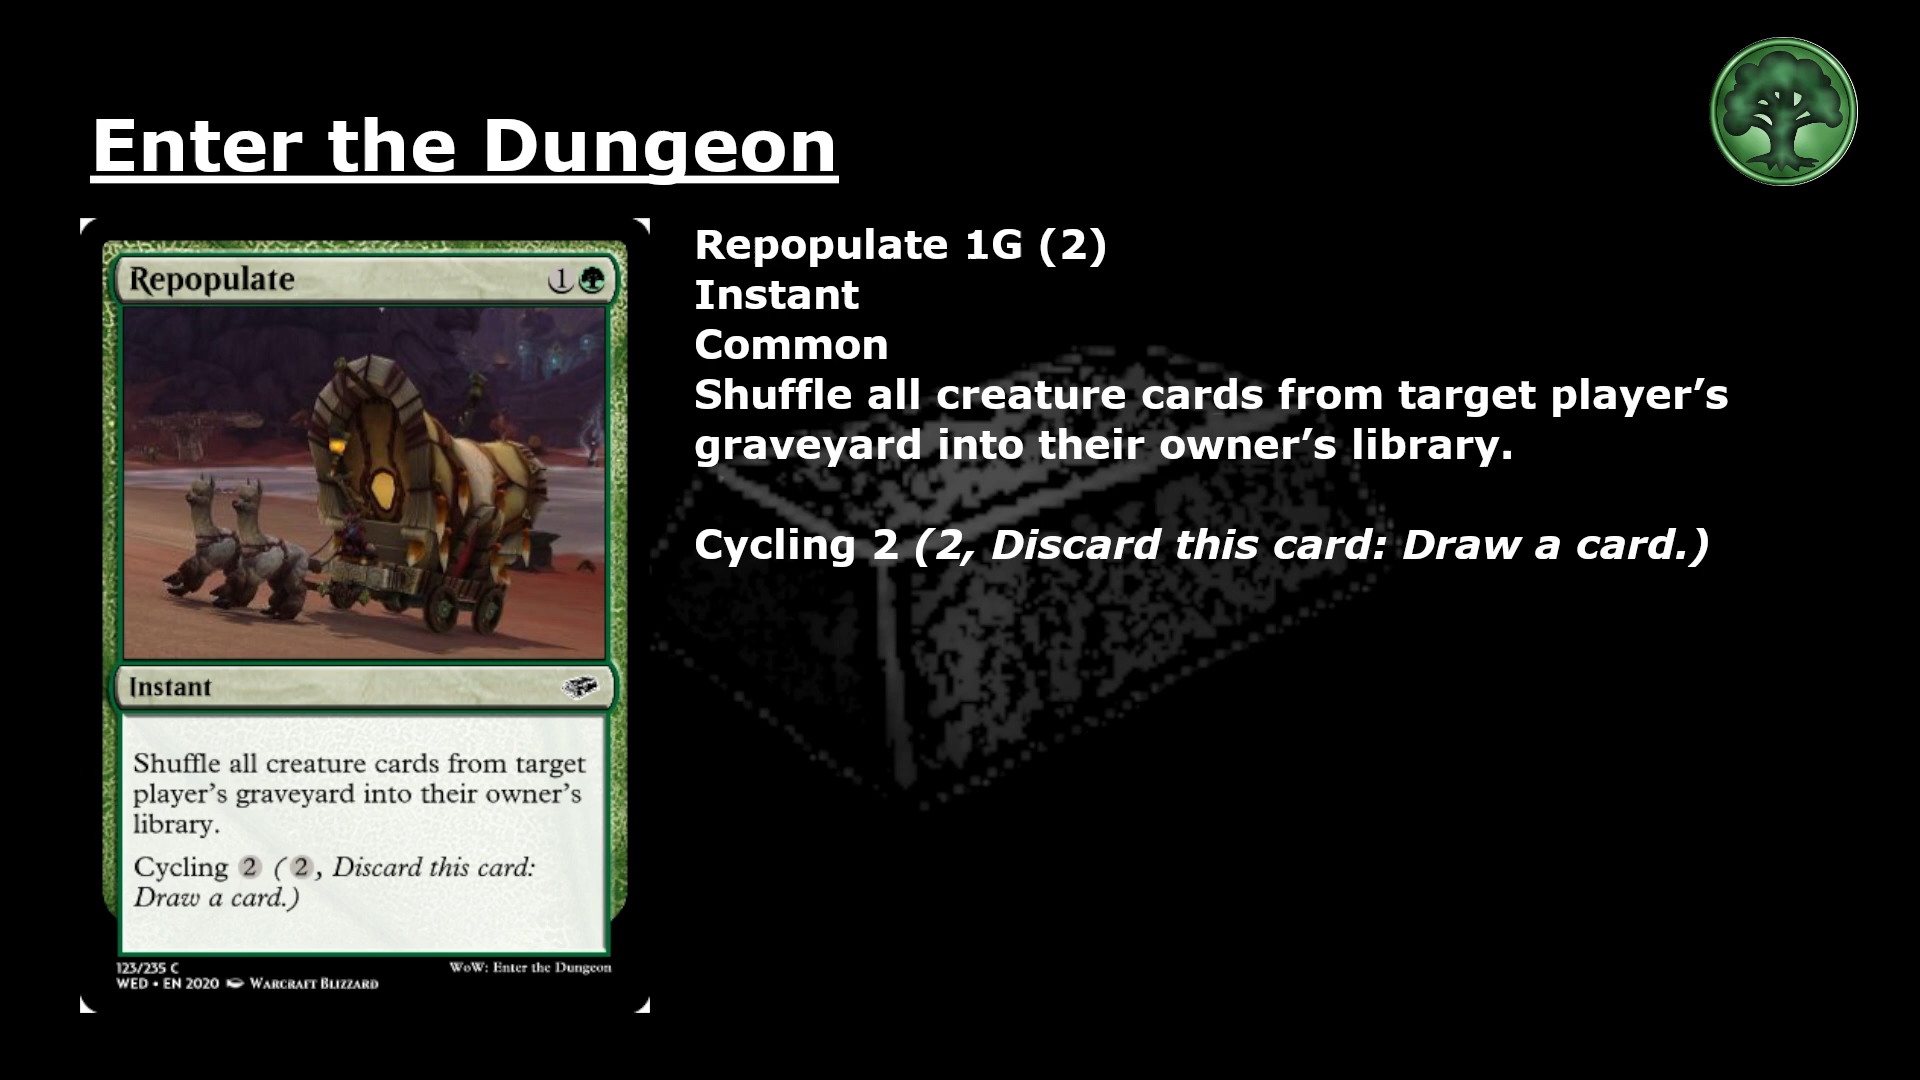 Enter the Dungeon
Repopulate 1
Instant
Shuffle all creature cards from target
player’s graveyard into their owner’s
library.
Cycling 2 ( 2, Discard this card:
Draw a card.)
123/235 C
WED • EN 2020 WARCRAFT BLIZZARD
WoW: Enter the Dungeon
Repopulate 1G (2)
Instant
Common
Shuffle all creature cards from target player’s
graveyard into their owner’s library.
Cycling 2 (2, Discard this card: Draw a card.)